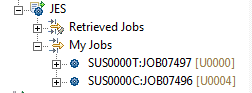 JES
Retrieved Jobs
My Jobs
SUS0000T:JOB07497 [U0000]
SUS0000C:JOB07496 [U0004]